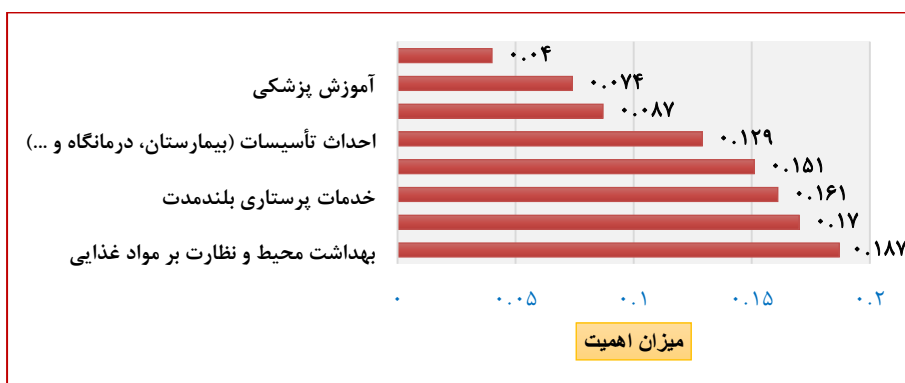 ۰.۰۴
آموزش پزشکی
۰.۰۷۴
۰.۰۸۷
احداث تأسیسات (بیمارستان، درمانگاه و ...)
۰.۱۲۹
۰.۱۵۱
خدمات پرستاری بلندمدت
۰.۱۶۱
۰.۱۷
بهداشت محیط و نظارت بر مواد غذایی
۰.۱۸۷
۰ ۰.۰۵ ۰.۱ ۰.۱۵ ۰.۲
میزان اهمیت